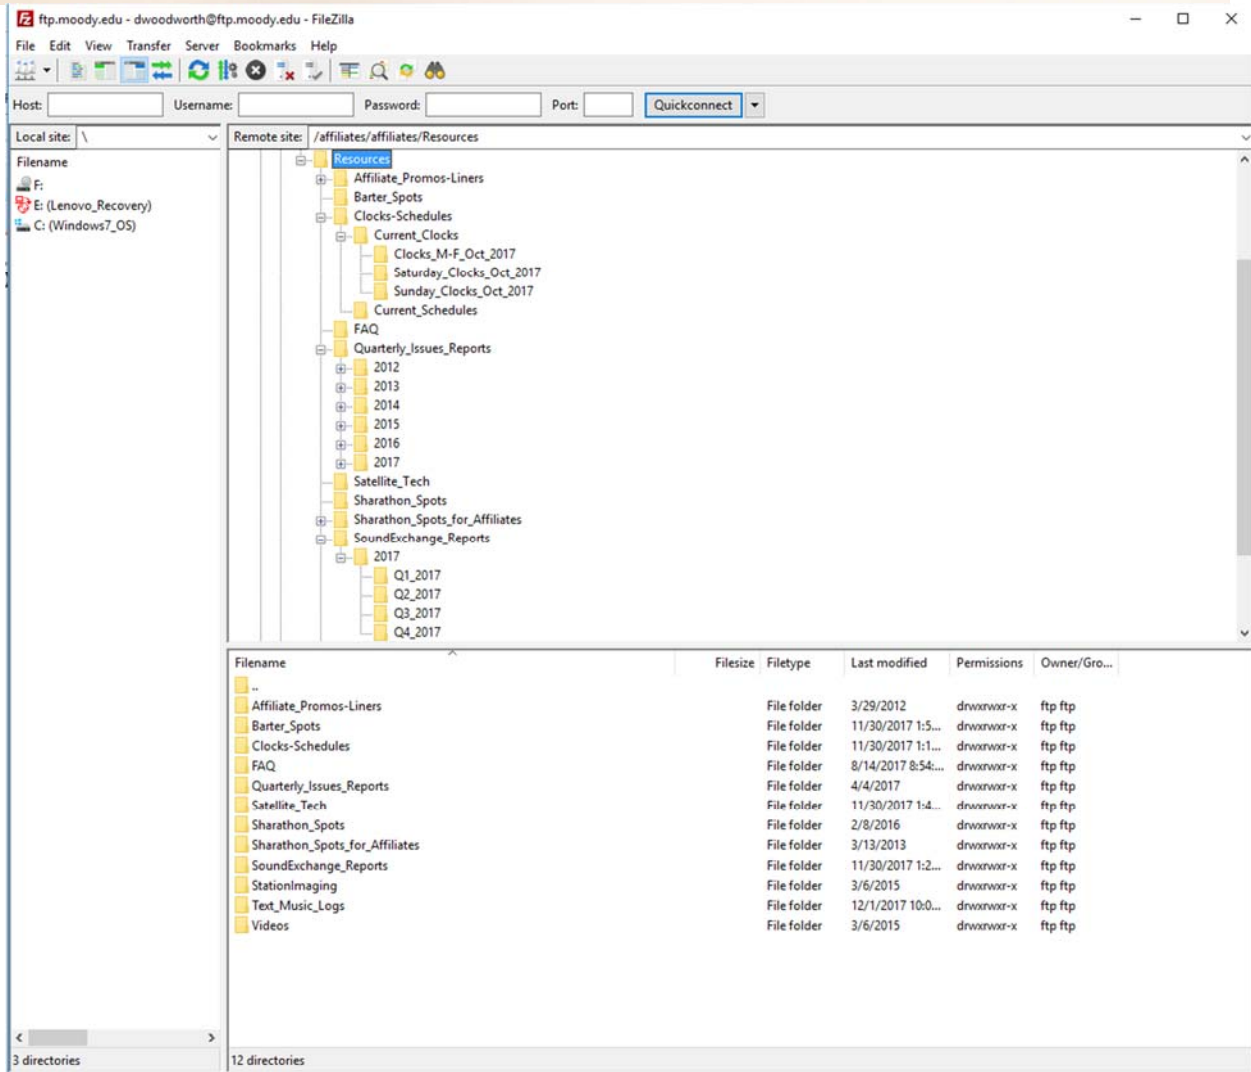 ftp.moody.edu - dwoodworth@ftp.moody.edu - FileZilla
File Edit View Transfer Server Bookmarks Help
Host: Username: Password: Port: Quickconnect
Local site: \
Filename
F:
E: (Lenovo_Recovery)
C: (Windows7_OS)
3 directories
Remote site: /affiliates/affiliates/Resources
Resources
Affiliate_Promos-Liners
Barter_Spots
Clocks-Schedules
Current_Clocks
Clocks_M-F_Oct_2017
Saturday_Clocks_Oct_2017
Sunday_Clocks_Oct_2017
Current_Schedules
FAQ
Quarterly_Issues_Reports
2012
2013
2014
2015
2016
2017
Satellite_Tech
Sharathon_Spots
Sharathon_Spots_for_Affiliates
SoundExchange_Reports
2017
Q1_2017
Q2_2017
Q3_2017
Q4_2017
Filename Filesize Filetype Last modified Permissions Owner/Gro...
..
Affiliate_Promos-Liners File folder 3/29/2012 drwxrwxr-x ftp ftp
Barter_Spots File folder 11/30/2017 1:5... drwxrwxr-x ftp ftp
Clocks-Schedules File folder 11/30/2017 1:1... drwxrwxr-x ftp ftp
FAQ File folder 8/14/2017 8:54:... drwxrwxr-x ftp ftp
Quarterly_Issues_Reports File folder 4/4/2017 drwxrwxr-x ftp ftp
Satellite_Tech File folder 11/30/2017 1:4... drwxrwxr-x ftp ftp
Sharathon_Spots File folder 2/8/2016 drwxrwxr-x ftp ftp
Sharathon_Spots_for_Affiliates File folder 3/13/2013 drwxrwxr-x ftp ftp
SoundExchange_Reports File folder 11/30/2017 1:2... drwxrwxr-x ftp ftp
StationImaging File folder 3/6/2015 drwxrwxr-x ftp ftp
Text_Music_Logs File folder 12/1/2017 10:0... drwxrwxr-x ftp ftp
Videos File folder 3/6/2015 drwxrwxr-x ftp ftp
12 directories